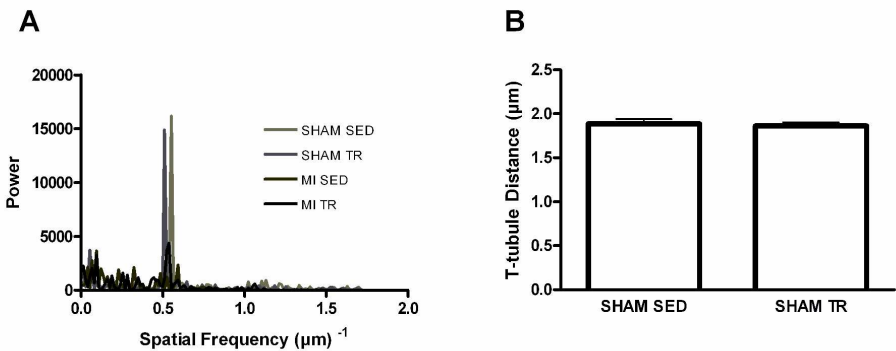 A
20000
15000
10000
5000
0
Power
0.0 0.5 1.0 1.5 2.0
Spatial Frequency (µm) -1
SHAM SED
SHAM TR
MI SED
MI TR
B
2.5
2.0
1.5
1.0
0.5
0.0
T-tubule Distance (µm)
SHAM SED SHAM TR